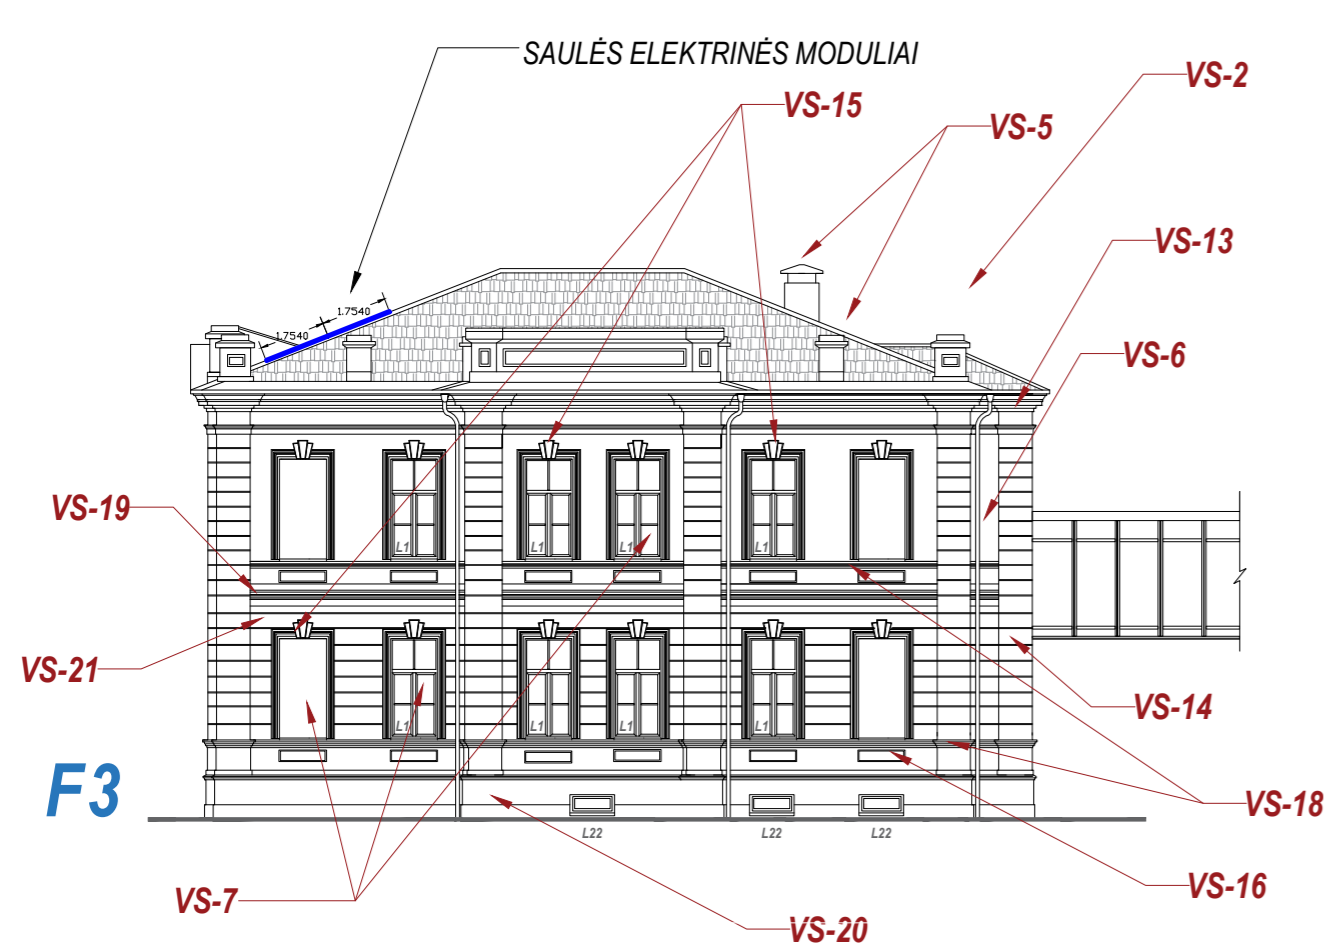 SAULĖS ELEKTRINĖS MODULIAI
VS-2
VS-15
VS-5
VS-13
1.7540
1.7540
VS-6
VS-19
L1
L1
L1
L1
VS-21
VS-14
L1
L1
L1
L1
F3
VS-18
L22
L22
L22
VS-7
VS-16
VS-20